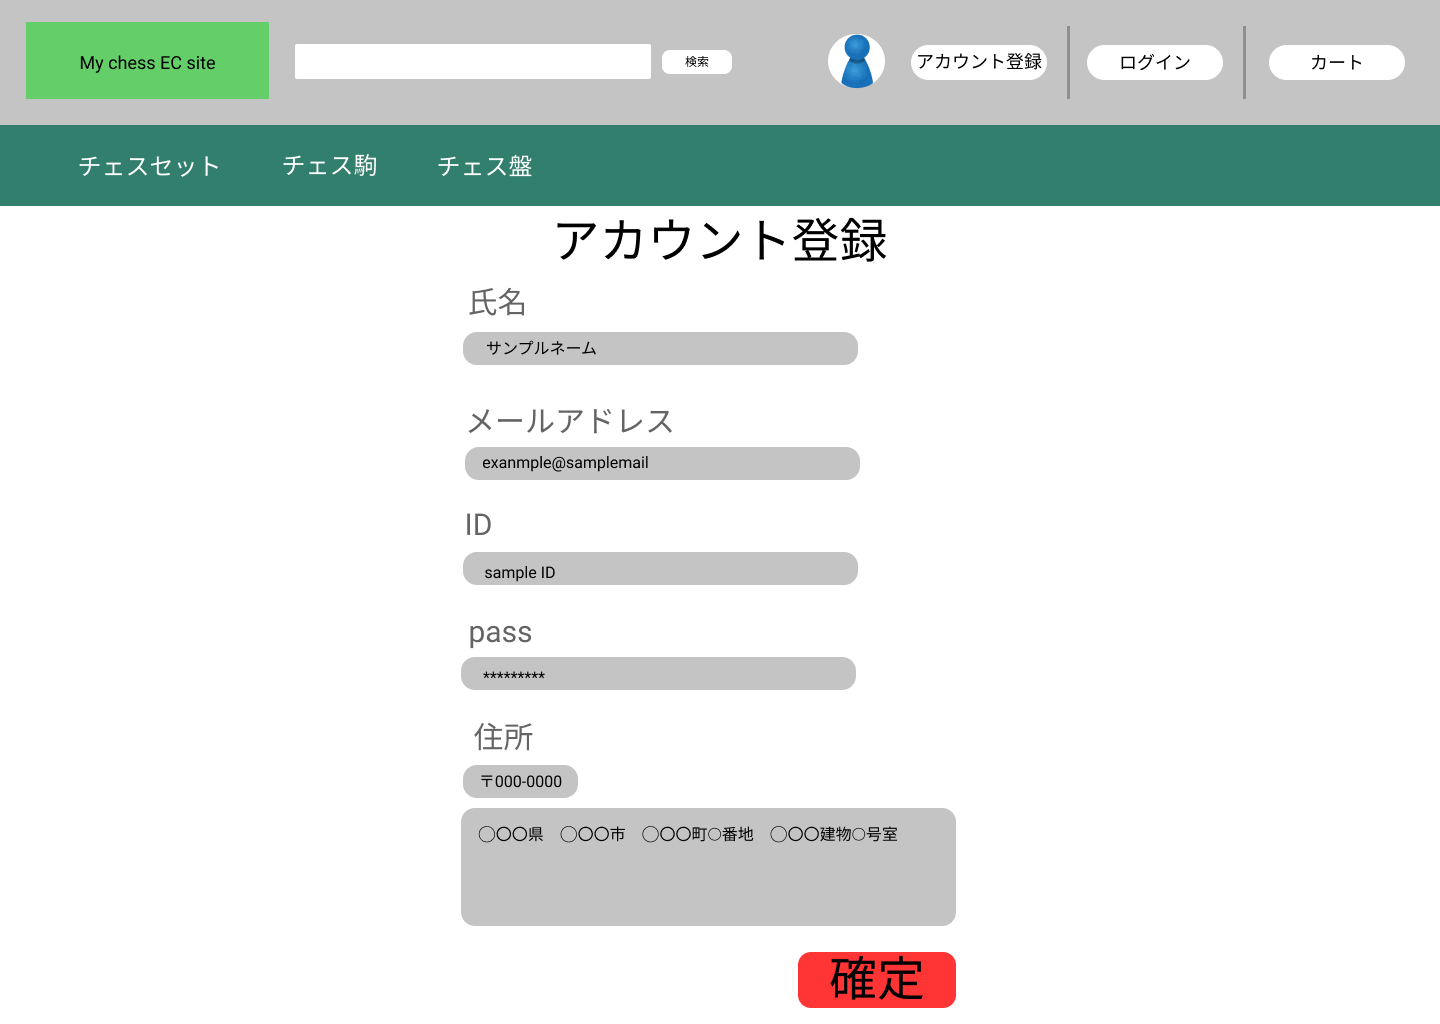 My chess EC site
検索
アカウント登録
ログイン
カート
チェスセット
チェス駒
チェス盤
アカウント登録
氏名
サンプルネーム
メールアドレス
exanmple@samplemail
ID
sample ID
pass
*********
住所
〒000-0000
◯〇〇県　◯〇〇市　◯〇〇町○番地　◯〇〇建物○号室
確定